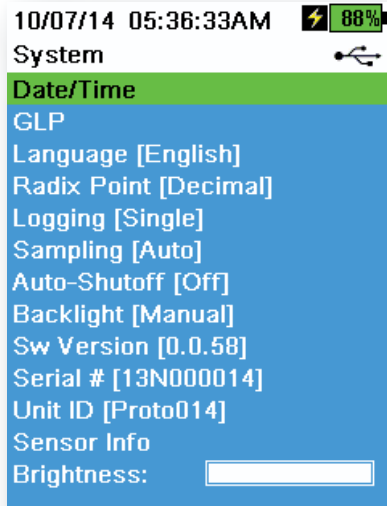 10/07/14 05:36:33AM 88%
System
Date/Time
GLP
Language [English]
Radix Point [Decimal]
Logging [Single]
Sampling [Auto]
Auto-Shutoff [Off]
Backlight [Manual]
Sw Version [0.0.58]
Serial # [13N000014]
Unit ID [Proto014]
Sensor Info
Brightness: